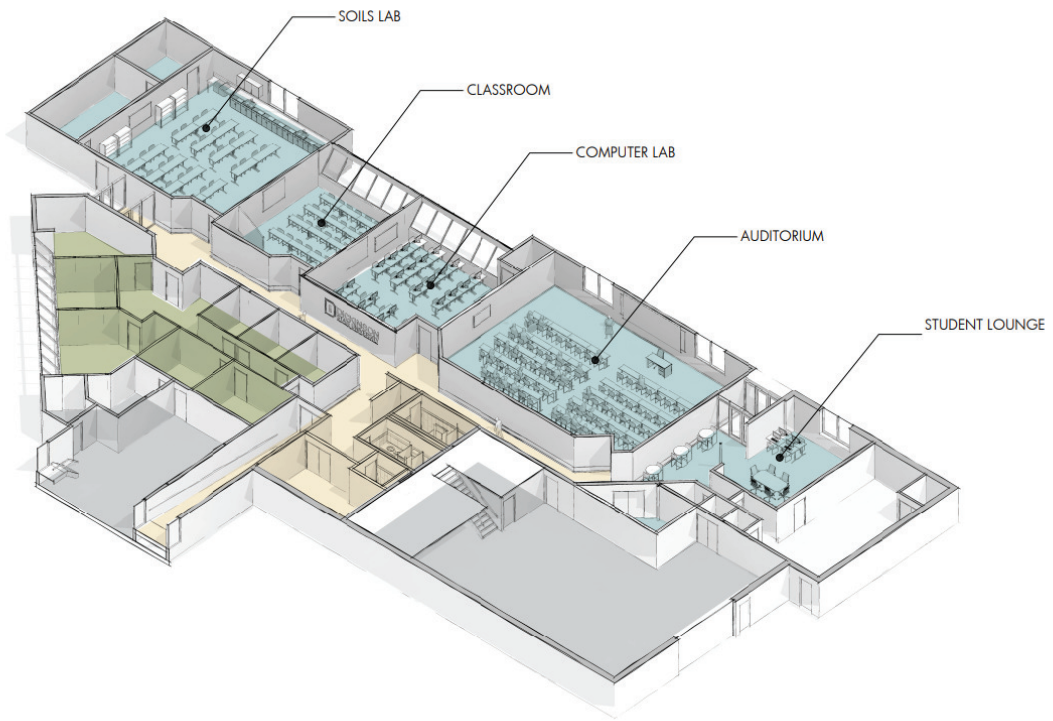 SOILS LAB
CLASSROOM
COMPUTER LAB
AUDITORIUM
STUDENT LOUNGE